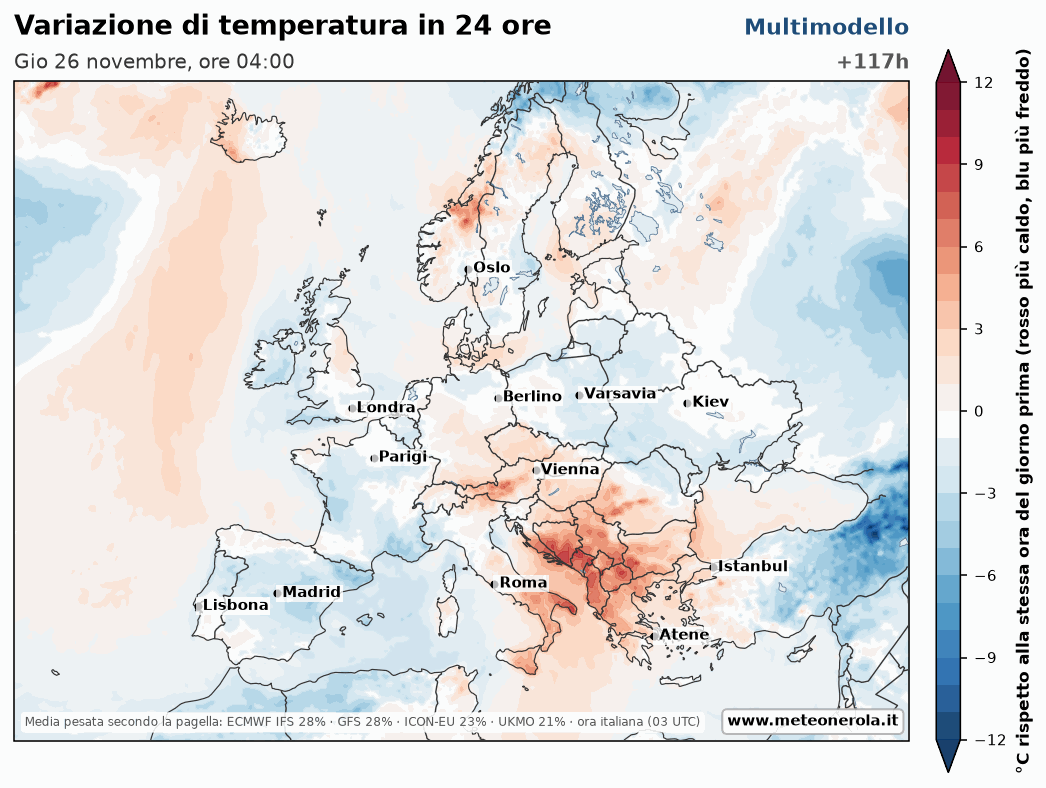 Variazione di temperatura in 24 ore
Multimodello
Gio 26 novembre, ore 04:00
+117h
Oslo
Berlino
Varsavia
Kiev
Londra
Parigi
Vienna
Istanbul
Roma
Madrid
Lisbona
Atene
Media pesata secondo la pagella: ECMWF IFS 28% · GFS 28% · ICON-EU 23% · UKMO 21% · ora italiana (03 UTC)
www.meteonerola.it
12
9
6
3
0
−3
−6
−9
−12
°C rispetto alla stessa ora del giorno prima (rosso più caldo, blu più freddo)